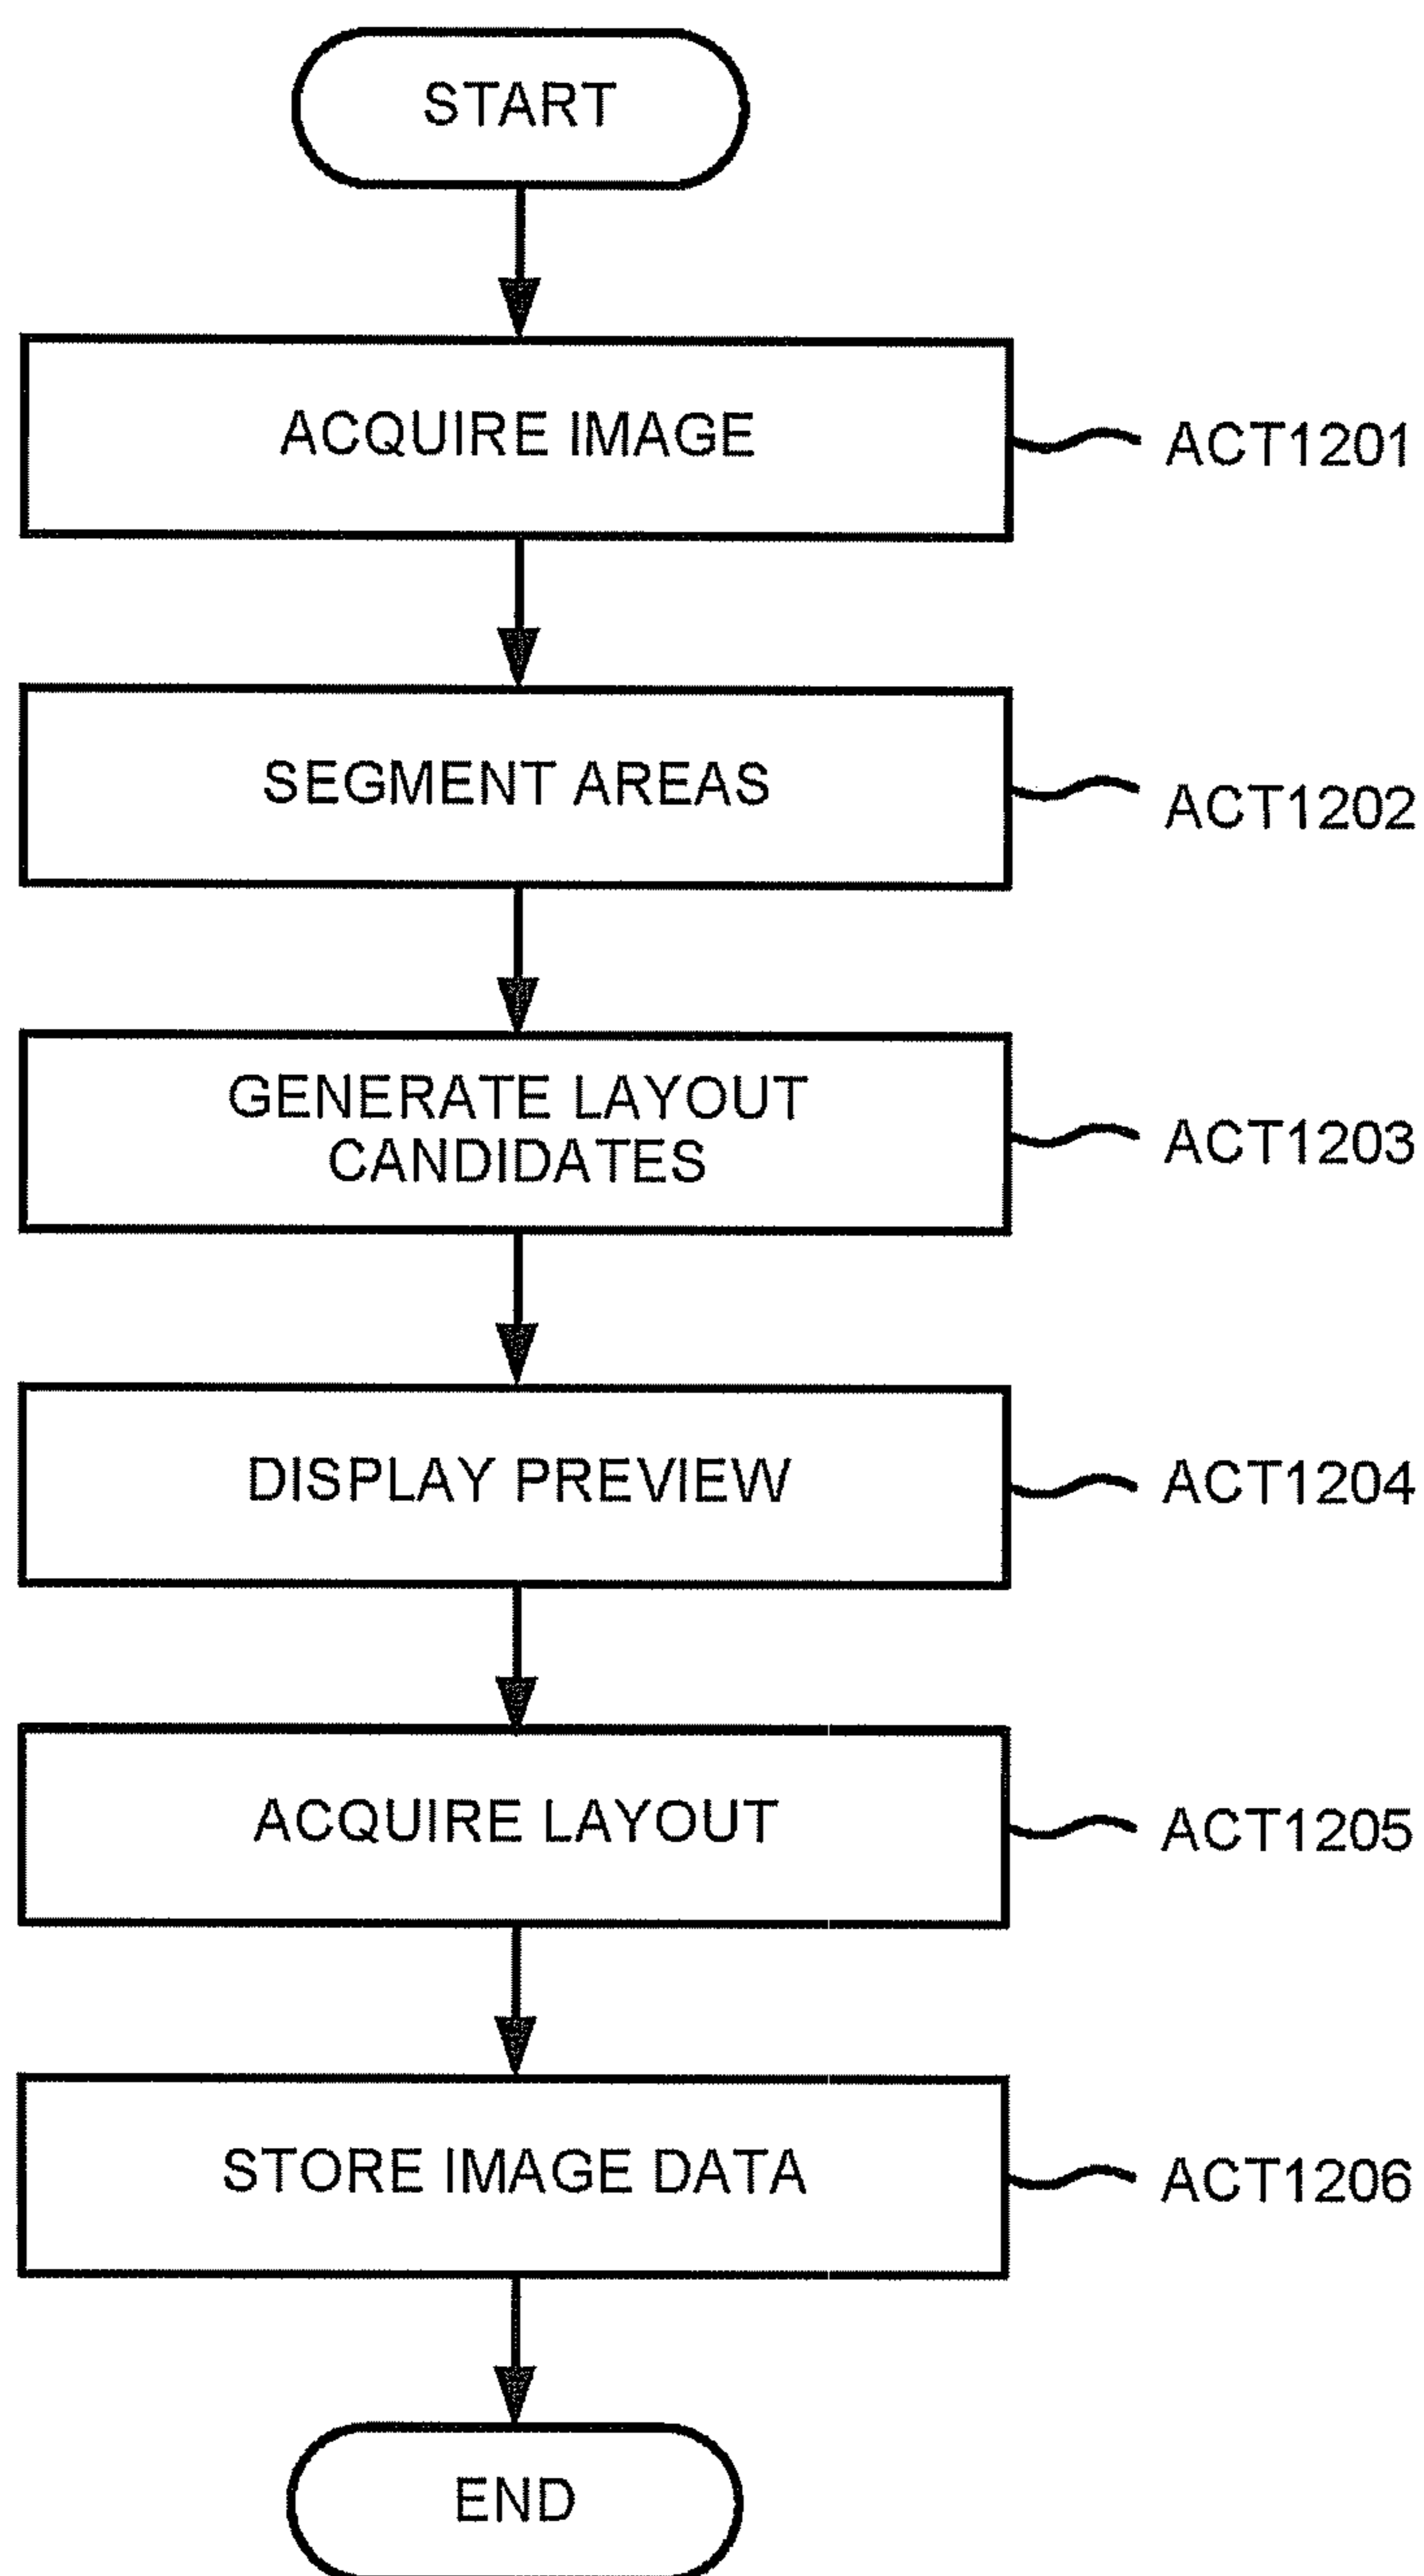 START
ACQUIRE IMAGE
ACT1201
SEGMENT AREAS
ACT1202
GENERATE LAYOUT
CANDIDATES
ACT1203
DISPLAY PREVIEW
ACT1204
ACQUIRE LAYOUT
ACT1205
STORE IMAGE DATA
ACT1206
END